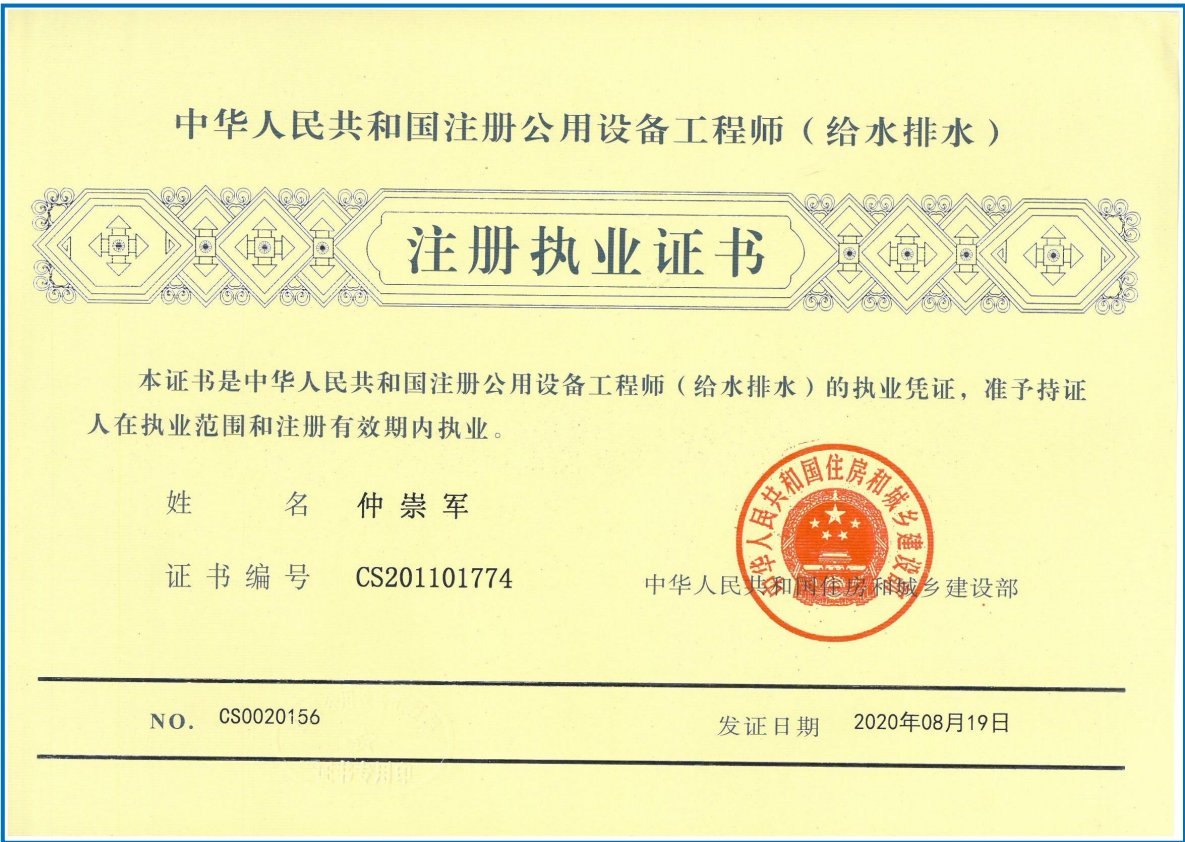 中华人民共和国注册公用设备工程师（给水排水）
注册执业证书
本证书是中华人民共和国注册公用设备工程师（给水排水）的执业凭证，准予持证
人在执业范围和注册有效期内执业。
姓 名 仲崇军
证书编号 CS201101774
中华人民共和国住房和城乡建设部
中华人民共和国住房和城乡建设部
NO. CS0020156 发证日期 2020年08月19日
证书专用印